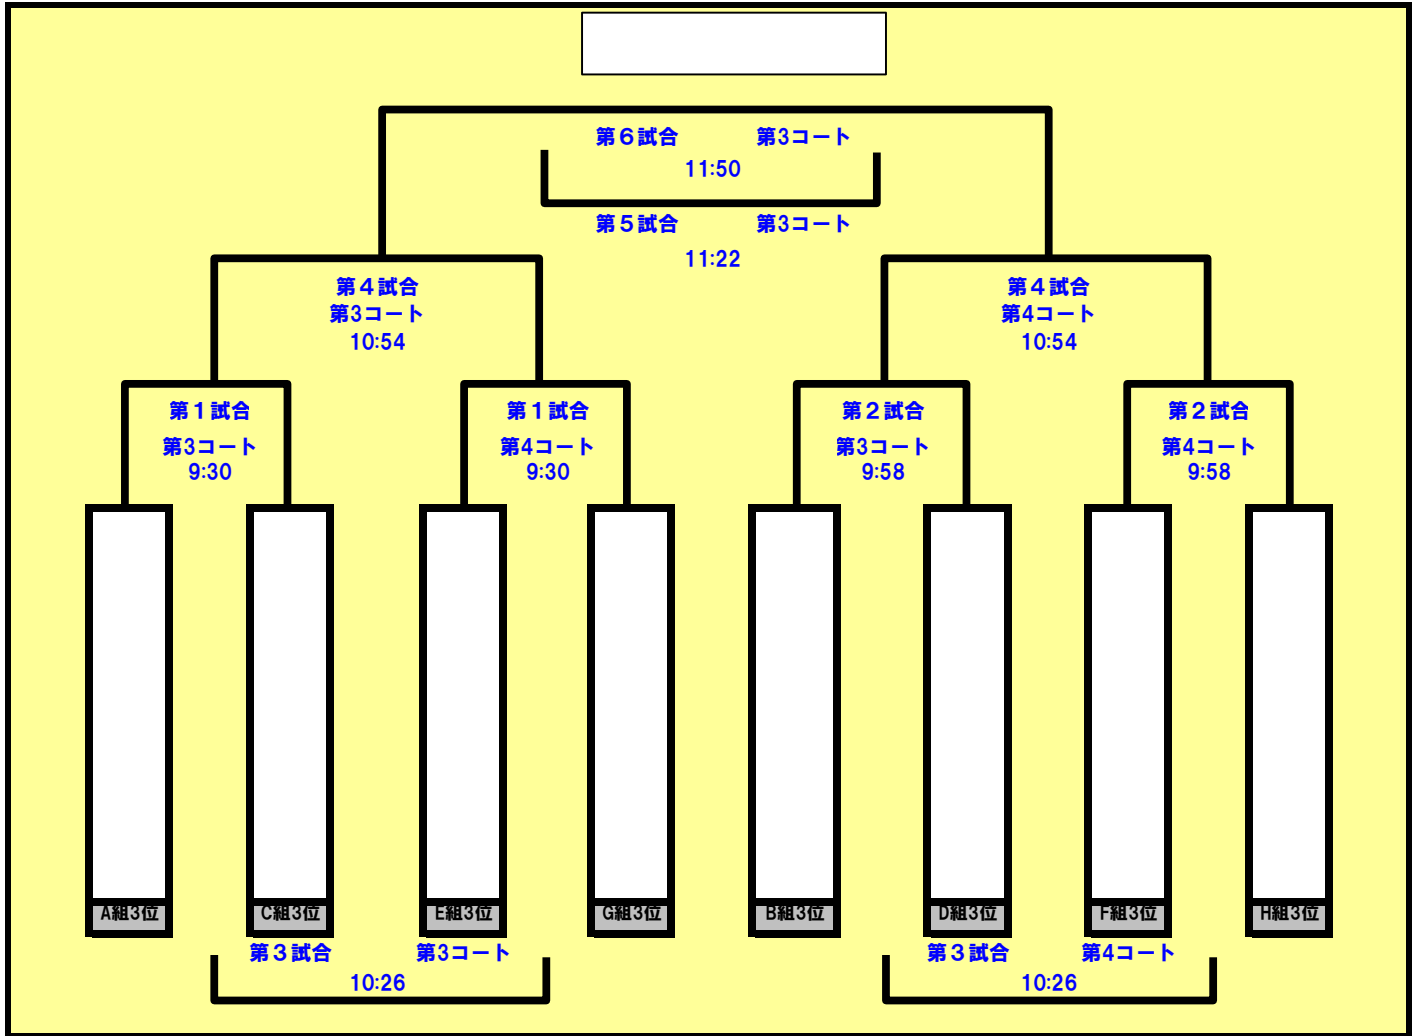 第６試合 第3コート
11:50
第５試合 第3コート
11:22
第４試合
第3コート
10:54
第４試合
第4コート
10:54
第１試合
第3コート
9:30
第１試合
第4コート
9:30
第２試合
第3コート
9:58
第２試合
第4コート
9:58
A組3位 C組3位 E組3位 G組3位 B組3位 D組3位 F組3位 H組3位
第３試合 第3コート
10:26
第３試合 第4コート
10:26